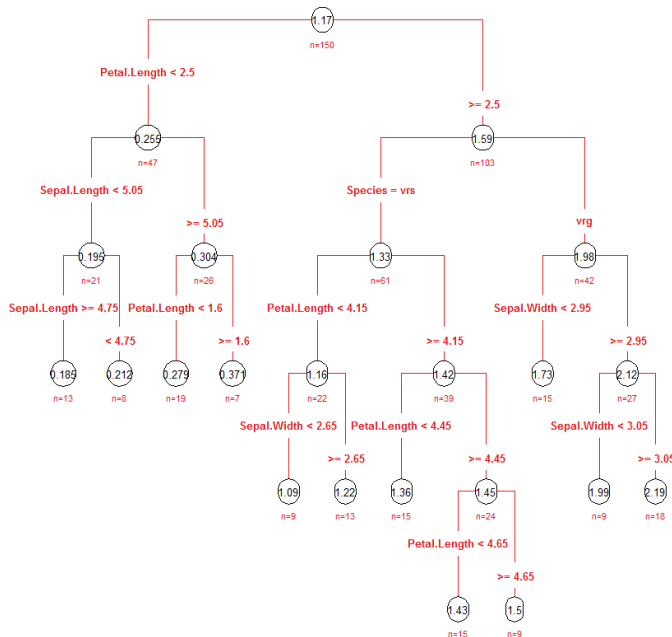 1.17
n=150
Petal.Length < 2.5
>= 2.5
0.255
1.59
n=47
n=103
Sepal.Length < 5.05
Species = vrs
>= 5.05
vrg
0.195
0.304
1.33
1.98
n=21
n=26
n=61
n=42
Sepal.Length >= 4.75
Petal.Length < 1.6
Petal.Length < 4.15
Sepal.Width < 2.95
< 4.75
>= 1.6
>= 4.15
>= 2.95
0.185
0.212
0.279
0.371
1.16
1.42
1.73
2.12
n=13
n=8
n=19
n=7
n=22
n=39
n=15
n=27
Sepal.Width < 2.65
Petal.Length < 4.45
Sepal.Width < 3.05
>= 2.65
>= 4.45
>= 3.05
1.09
1.22
1.36
1.45
1.99
2.19
n=9
n=13
n=15
n=24
n=9
n=18
Petal.Length < 4.65
>= 4.65
1.43
1.5
n=15
n=9